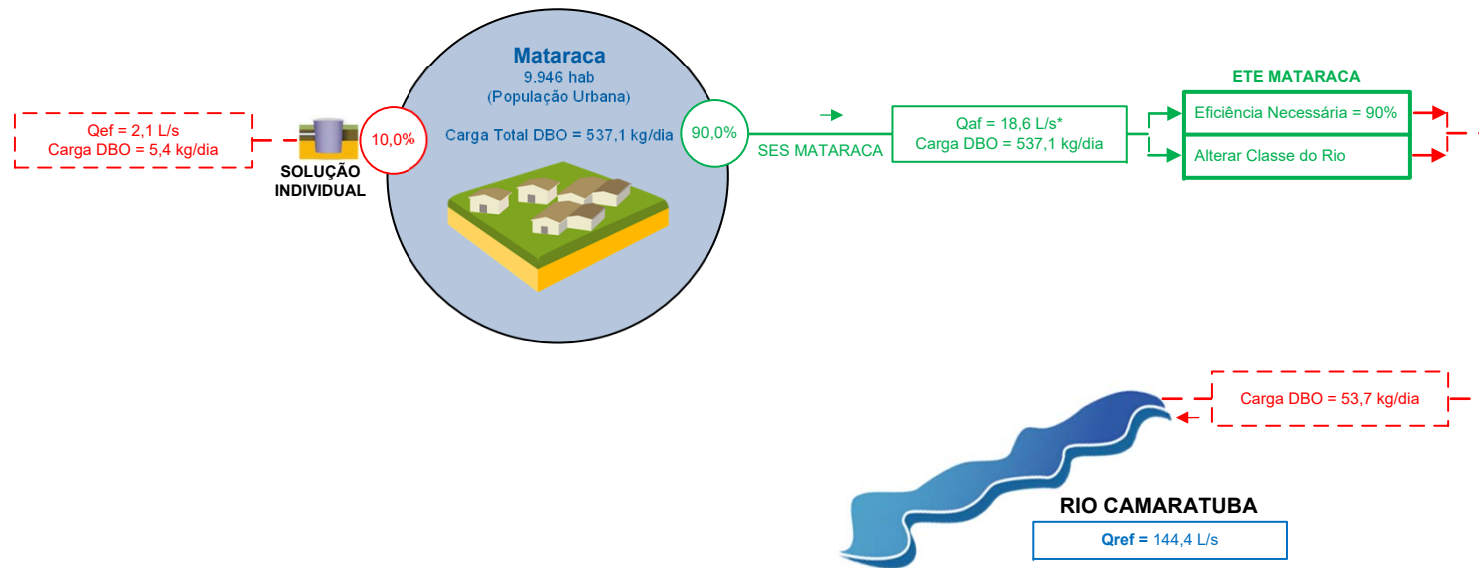 Mataraca
9.946 hab
(População Urbana)
Carga Total DBO = 537,1 kg/dia
Qef = 2,1 L/s
Carga DBO = 5,4 kg/dia
SOLUÇÃO
INDIVIDUAL
10,0%
90,0%
SES MATARACA
Qaf = 18,6 L/s*
Carga DBO = 537,1 kg/dia
ETE MATARACA
Eficiência Necessária = 90%
Alterar Classe do Rio
Carga DBO = 53,7 kg/dia
RIO CAMARATUBA
Qref = 144,4 L/s